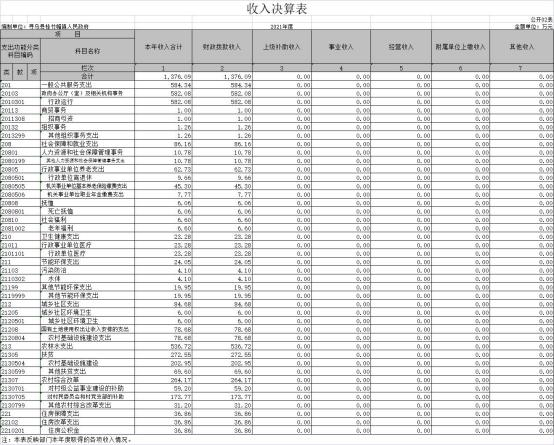 收入决算表
公开02表
编制单位：寻乌县桂竹帽镇人民政府 2021年度 金额单位：万元
项 目 本年收入合计 财政拨款收入 上级补助收入 事业收入 经营收入 附属单位上缴收入 其他收入
支出功能分类科目编码 科目名称
类 款 项 栏次 1 2 3 4 5 6 7
合计 1,376.09 1,376.09 0.00 0.00 0.00 0.00 0.00
201 一般公共服务支出 584.34 584.34 0.00 0.00 0.00 0.00 0.00
20103 政府办公厅（室）及相关机构事务 582.08 582.08 0.00 0.00 0.00 0.00 0.00
2010301 行政运行 582.08 582.08 0.00 0.00 0.00 0.00 0.00
20113 商贸事务 1.00 1.00 0.00 0.00 0.00 0.00 0.00
2011308 招商引资 1.00 1.00 0.00 0.00 0.00 0.00 0.00
20132 组织事务 1.26 1.26 0.00 0.00 0.00 0.00 0.00
2013299 其他组织事务支出 1.26 1.26 0.00 0.00 0.00 0.00 0.00
208 社会保障和就业支出 86.16 86.16 0.00 0.00 0.00 0.00 0.00
20801 人力资源和社会保障管理事务 10.78 10.78 0.00 0.00 0.00 0.00 0.00
2080199 其他人力资源和社会保障管理事务支出 10.78 10.78 0.00 0.00 0.00 0.00 0.00
20805 行政事业单位养老支出 62.73 62.73 0.00 0.00 0.00 0.00 0.00
2080501 行政单位离退休 9.66 9.66 0.00 0.00 0.00 0.00 0.00
2080505 机关事业单位基本养老保险缴费支出 45.30 45.30 0.00 0.00 0.00 0.00 0.00
2080506 机关事业单位职业年金缴费支出 7.77 7.77 0.00 0.00 0.00 0.00 0.00
20808 抚恤 6.06 6.06 0.00 0.00 0.00 0.00 0.00
2080801 死亡抚恤 6.06 6.06 0.00 0.00 0.00 0.00 0.00
20810 社会福利 6.60 6.60 0.00 0.00 0.00 0.00 0.00
2081002 老年福利 6.60 6.60 0.00 0.00 0.00 0.00 0.00
210 卫生健康支出 23.28 23.28 0.00 0.00 0.00 0.00 0.00
21011 行政事业单位医疗 23.28 23.28 0.00 0.00 0.00 0.00 0.00
2101101 行政单位医疗 23.28 23.28 0.00 0.00 0.00 0.00 0.00
211 节能环保支出 24.05 24.05 0.00 0.00 0.00 0.00 0.00
21103 污染防治 4.10 4.10 0.00 0.00 0.00 0.00 0.00
2110302 水体 4.10 4.10 0.00 0.00 0.00 0.00 0.00
21199 其他节能环保支出 19.95 19.95 0.00 0.00 0.00 0.00 0.00
2119999 其他节能环保支出 19.95 19.95 0.00 0.00 0.00 0.00 0.00
212 城乡社区支出 84.68 84.68 0.00 0.00 0.00 0.00 0.00
21205 城乡社区环境卫生 6.00 6.00 0.00 0.00 0.00 0.00 0.00
2120501 城乡社区环境卫生 6.00 6.00 0.00 0.00 0.00 0.00 0.00
21208 国有土地使用权出让收入安排的支出 78.68 78.68 0.00 0.00 0.00 0.00 0.00
2120804 农村基础设施建设支出 78.68 78.68 0.00 0.00 0.00 0.00 0.00
213 农林水支出 536.72 536.72 0.00 0.00 0.00 0.00 0.00
21305 扶贫 272.55 272.55 0.00 0.00 0.00 0.00 0.00
2130504 农村基础设施建设 202.95 202.95 0.00 0.00 0.00 0.00 0.00
2130599 其他扶贫支出 69.60 69.60 0.00 0.00 0.00 0.00 0.00
21307 农村综合改革 264.17 264.17 0.00 0.00 0.00 0.00 0.00
2130701 对村级公益事业建设的补助 59.20 59.20 0.00 0.00 0.00 0.00 0.00
2130705 对村民委员会和村党支部的补助 173.77 173.77 0.00 0.00 0.00 0.00 0.00
2130799 其他农村综合改革支出 31.20 31.20 0.00 0.00 0.00 0.00 0.00
221 住房保障支出 36.86 36.86 0.00 0.00 0.00 0.00 0.00
22102 住房改革支出 36.86 36.86 0.00 0.00 0.00 0.00 0.00
2210201 住房公积金 36.86 36.86 0.00 0.00 0.00 0.00 0.00
注：本表反映部门本年度取得的各项收入情况。